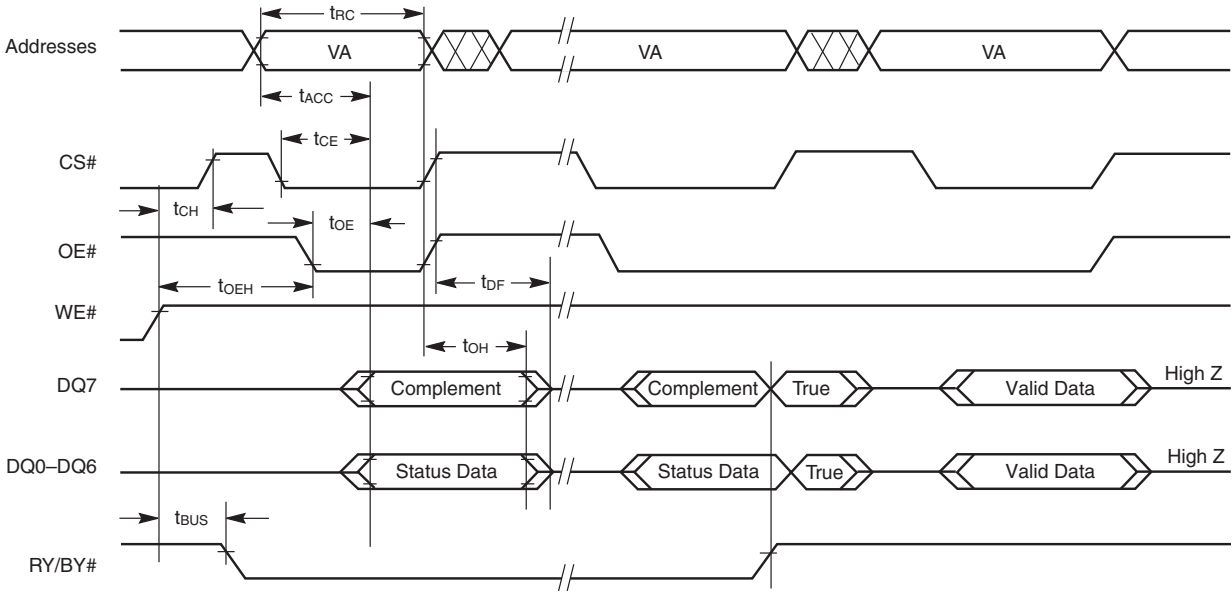 tRC
Addresses VA VA VA
tACC
tCE
CS#
tCH tOE
OE#
tOEH tDF
WE#
tOH
DQ7 Complement Complement True Valid Data High Z
DQ0–DQ6 Status Data Status Data True Valid Data High Z
tBUS
RY/BY#